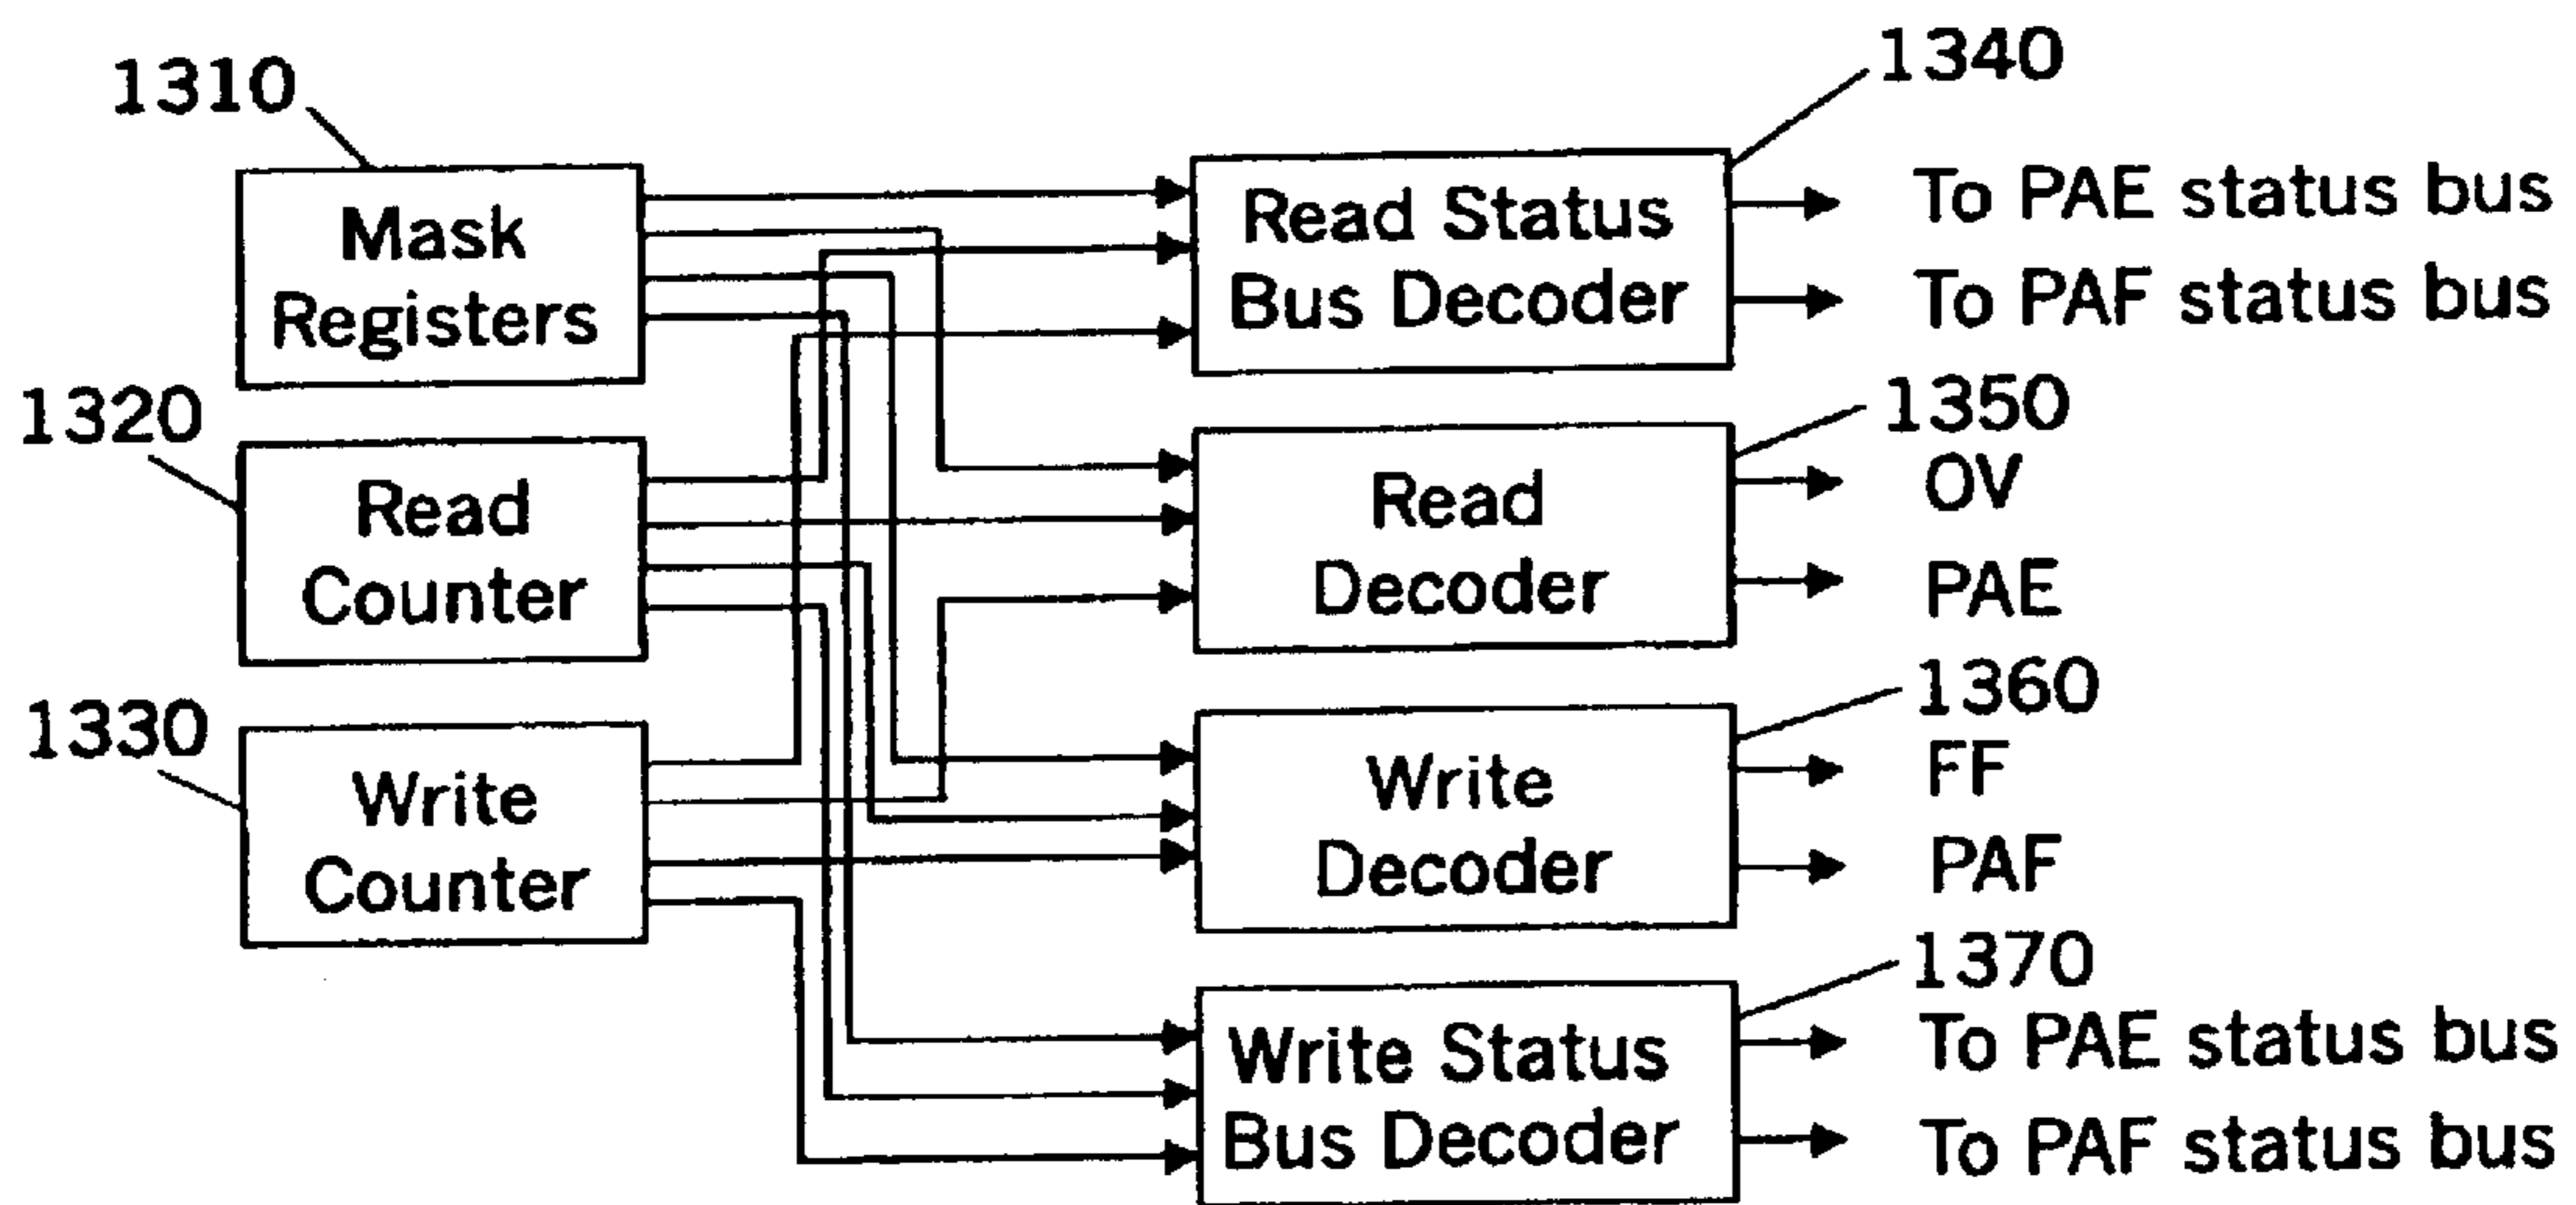 1310
Mask
Registers
1320
Read
Counter
1330
Write
Counter
1340
Read Status
Bus Decoder
To PAE status bus
To PAF status bus
1350
Read
Decoder
OV
PAE
1360
Write
Decoder
FF
PAF
1370
Write Status
Bus Decoder
To PAE status bus
To PAF status bus